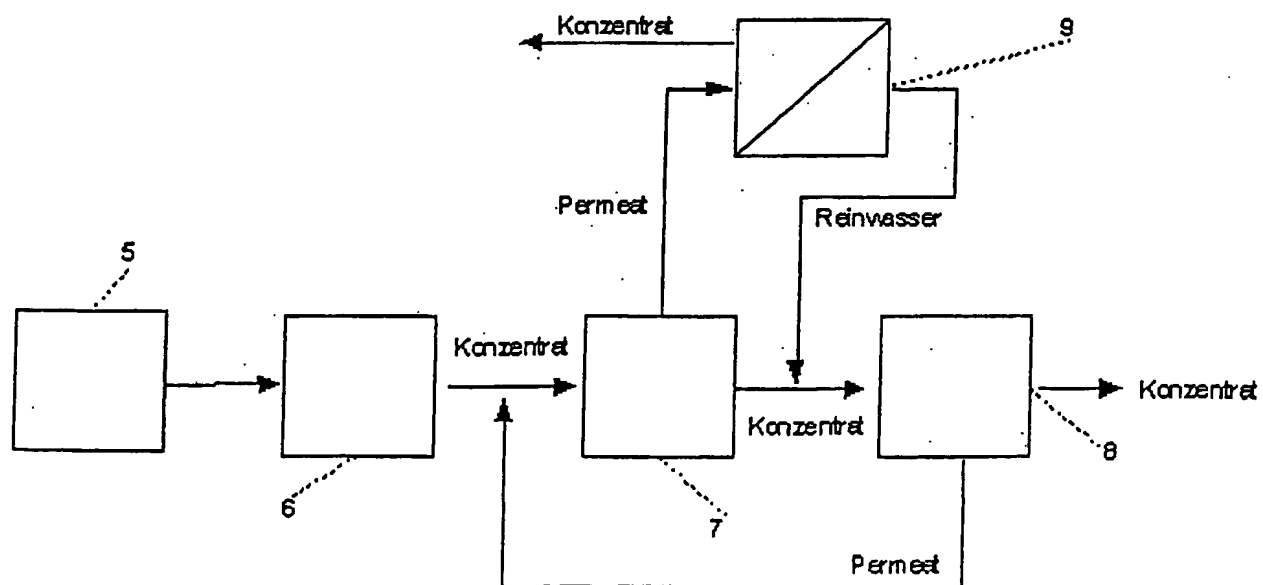 Konzentrat
9
Permeat
Reinwasser
5
Konzentrat
Konzentrat
Konzentrat
6
7
8
Permeat